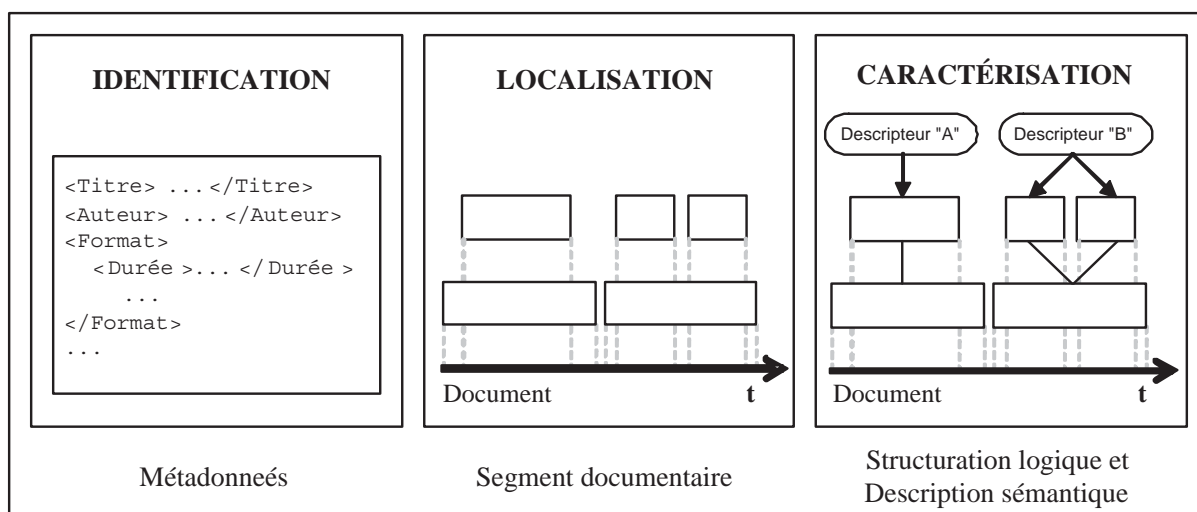 IDENTIFICATION
<Titre> ... </Titre>
<Auteur> ... </Auteur>
<Format>
<Durée >... </ Durée >
...
</Format>
...
Métadonneés
LOCALISATION
Document t
Segment documentaire
CARACTÉRISATION
Descripteur "A" Descripteur "B"
Document t
Structuration logique et
Description sémantique